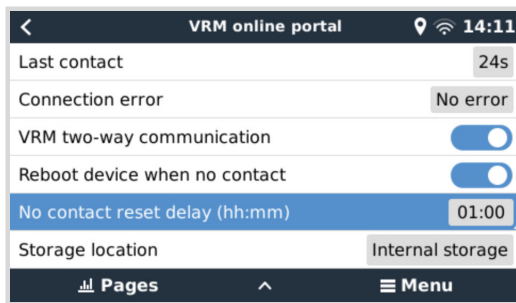 VRM online portal 14:11
Last contact 24s
Connection error No error
VRM two-way communication
Reboot device when no contact
No contact reset delay (hh:mm) 01:00
Storage location Internal storage
Pages Menu